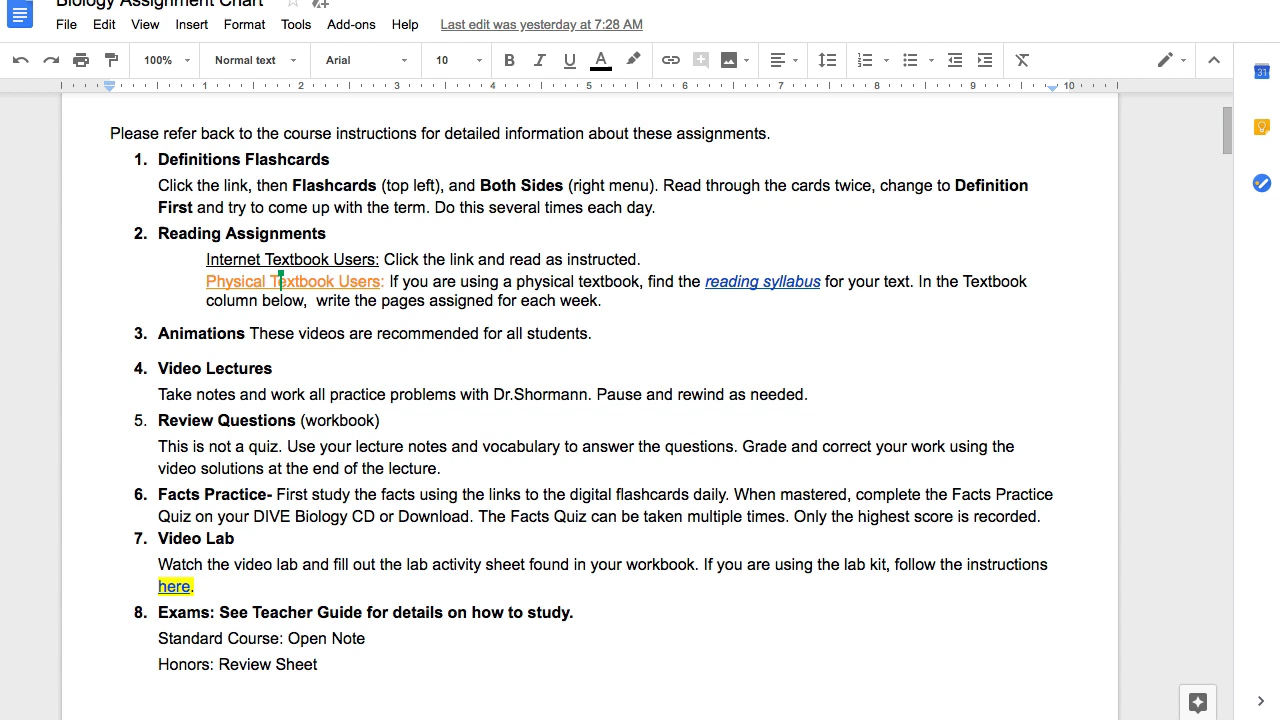 Biology Assignment Chart
File Edit View Insert Format Tools Add-ons Help Last edit was yesterday at 7:28 AM
100% Normal text Arial 10 B I U A
1 2 3 4 5 6 7 8 9 10
31
Please refer back to the course instructions for detailed information about these assignments.
1. Definitions Flashcards
Click the link, then Flashcards (top left), and Both Sides (right menu). Read through the cards twice, change to Definition
First and try to come up with the term. Do this several times each day.
2. Reading Assignments
Internet Textbook Users: Click the link and read as instructed.
Physical Textbook Users: If you are using a physical textbook, find the reading syllabus for your text. In the Textbook
column below,  write the pages assigned for each week.
3. Animations These videos are recommended for all students.
4. Video Lectures
Take notes and work all practice problems with Dr.Shormann. Pause and rewind as needed.
5. Review Questions (workbook)
This is not a quiz. Use your lecture notes and vocabulary to answer the questions. Grade and correct your work using the
video solutions at the end of the lecture.
6. Facts Practice- First study the facts using the links to the digital flashcards daily. When mastered, complete the Facts Practice
Quiz on your DIVE Biology CD or Download. The Facts Quiz can be taken multiple times. Only the highest score is recorded.
7. Video Lab
Watch the video lab and fill out the lab activity sheet found in your workbook. If you are using the lab kit, follow the instructions
here.
8. Exams: See Teacher Guide for details on how to study.
Standard Course: Open Note
Honors: Review Sheet